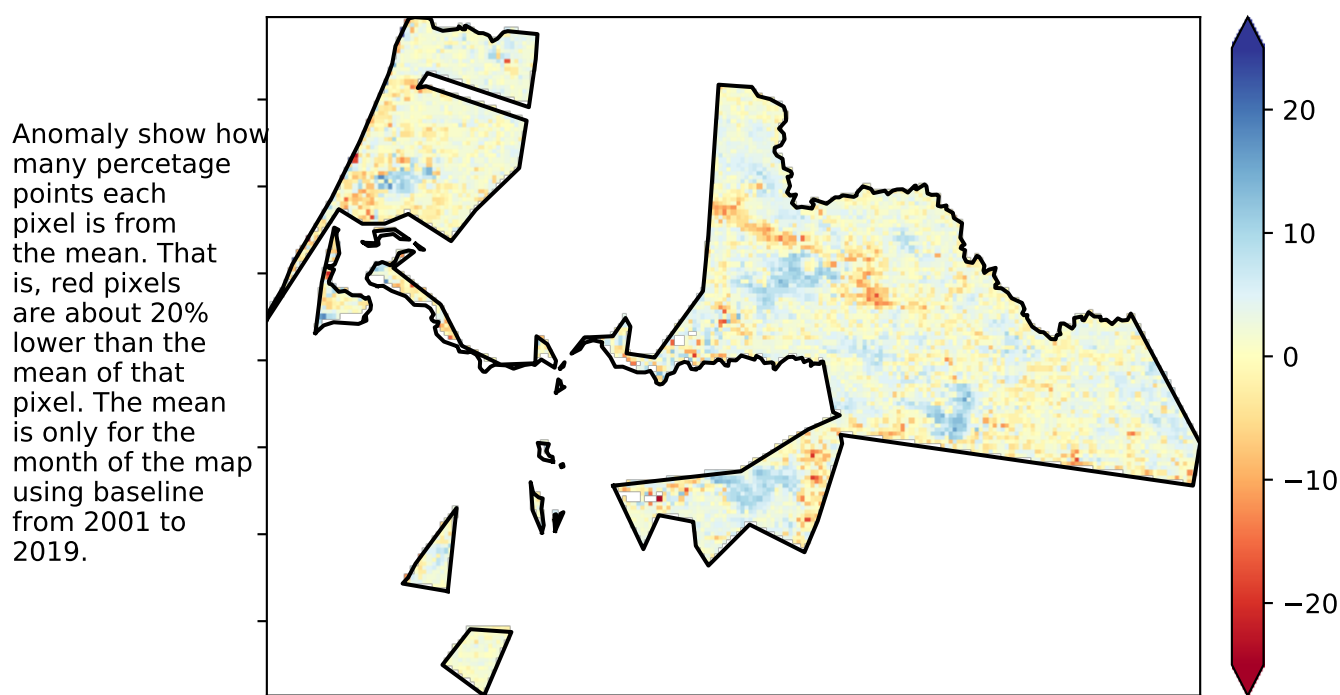 Anomaly show how
many percetage
points each
pixel is from
the mean. That
is, red pixels
are about 20%
lower than the
mean of that
pixel. The mean
is only for the
month of the map
using baseline
from 2001 to
2019.
20
10
0
−10
−20